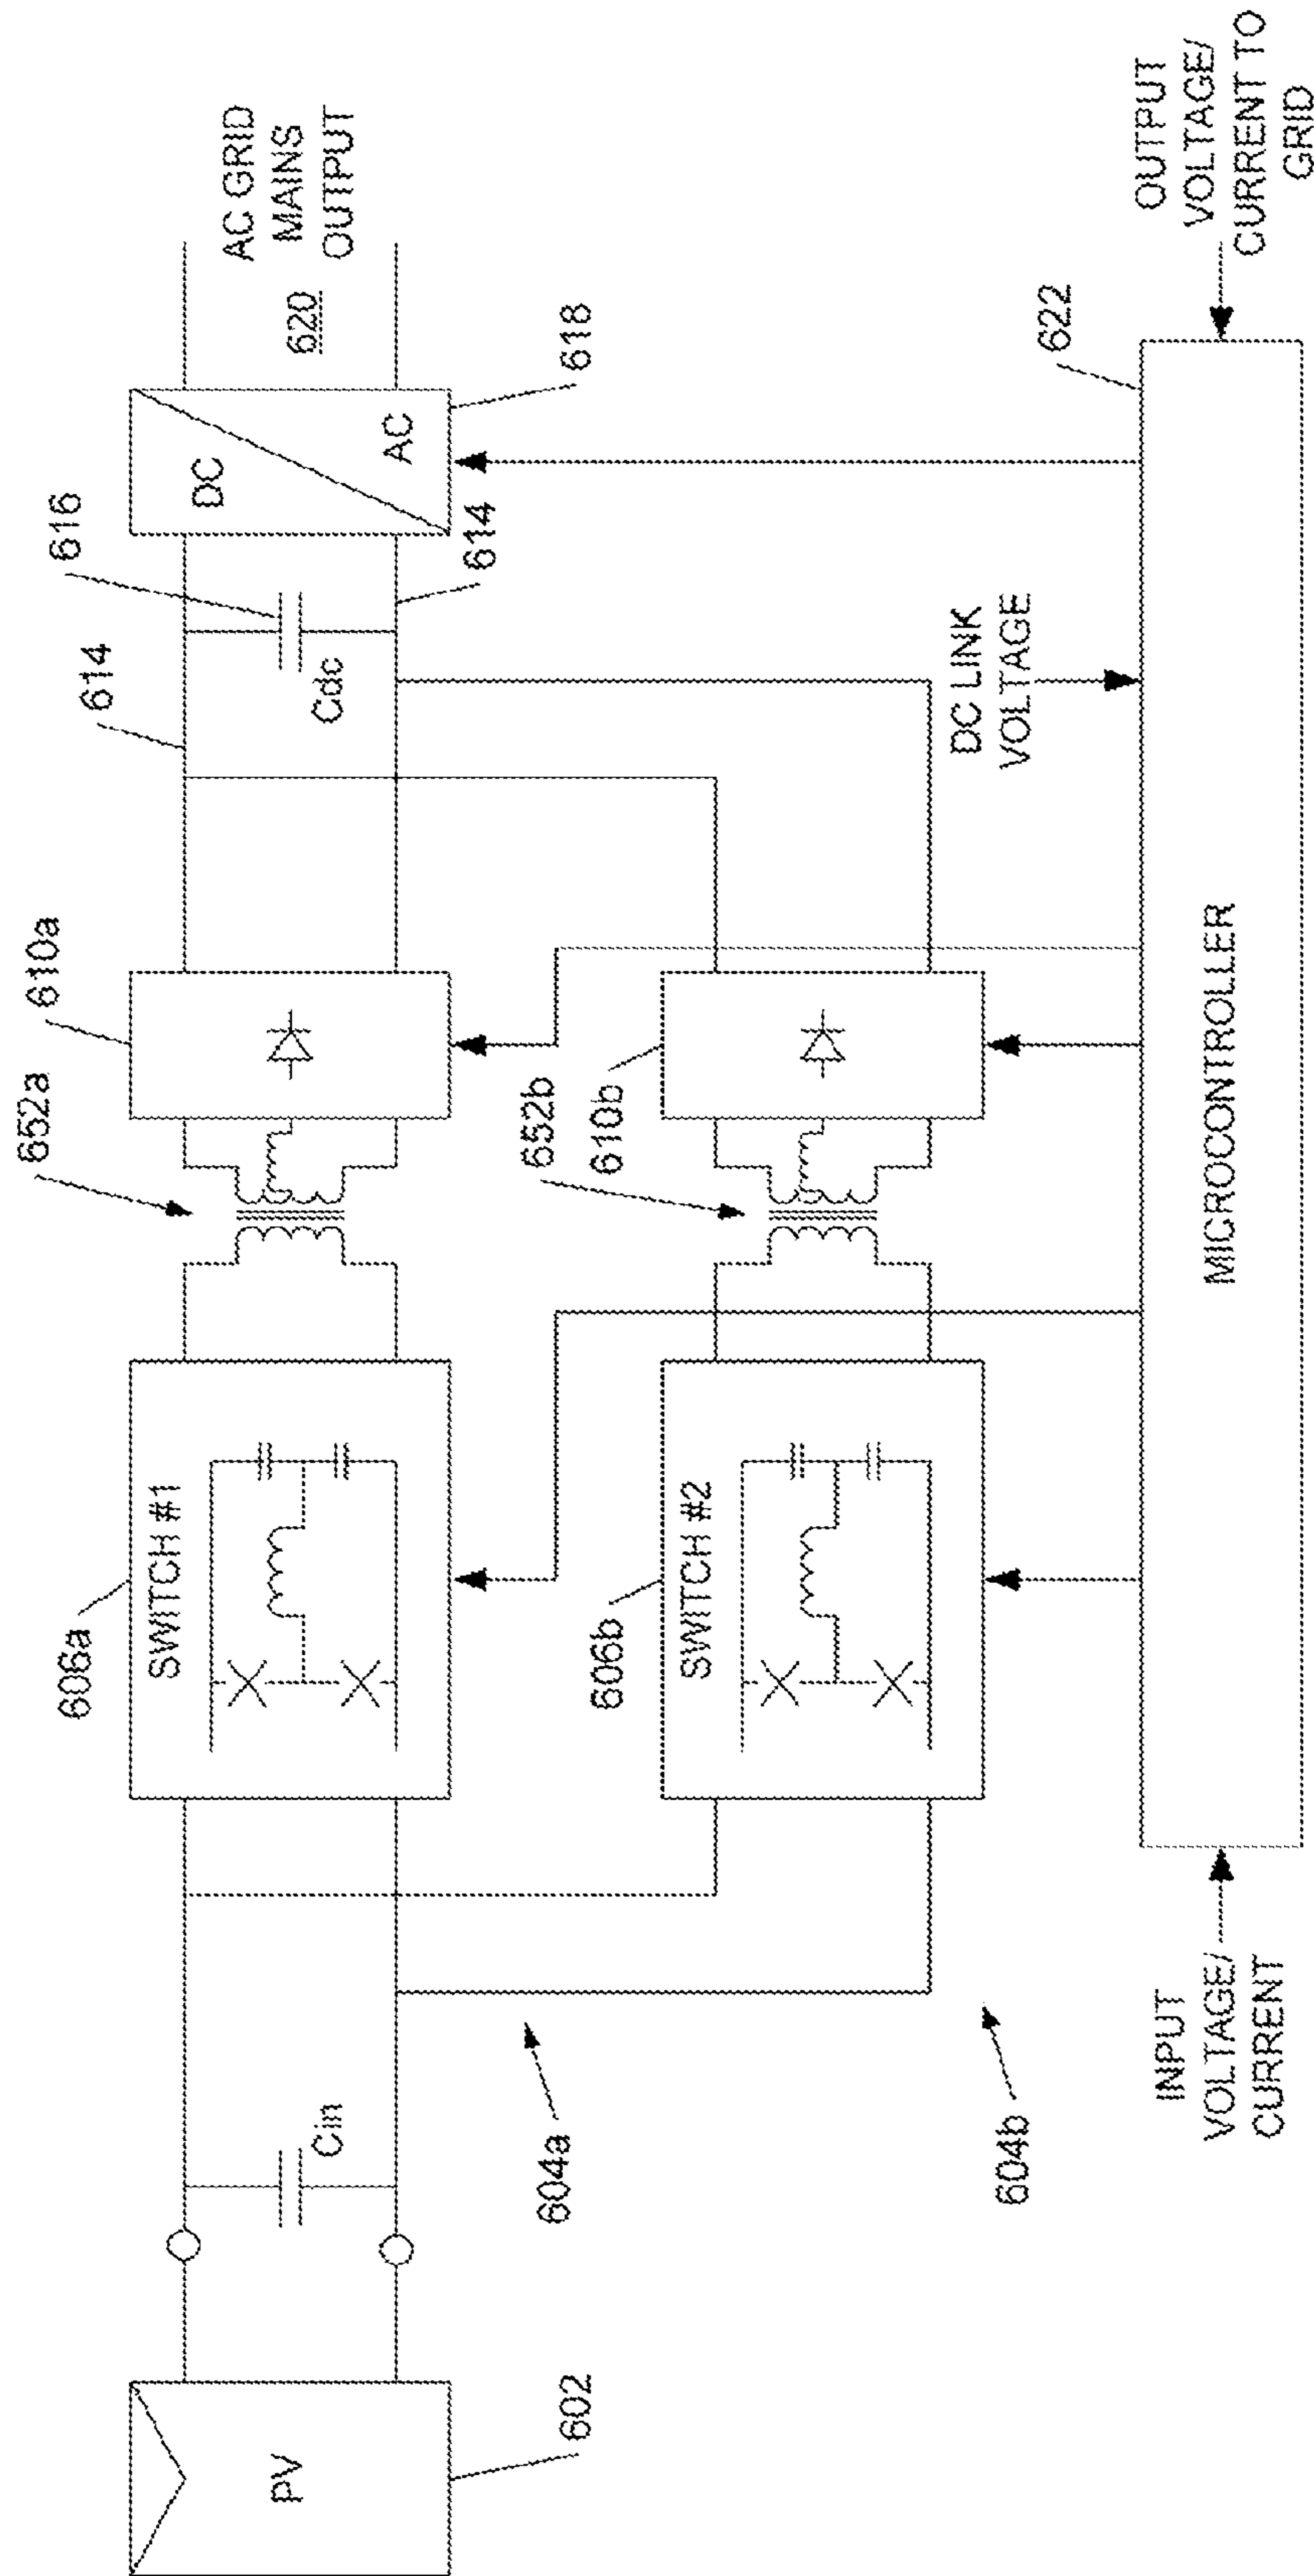 PV
602
Cin
604a
604b
606a
SWITCH #1
606b
SWITCH #2
652a
652b
610a
610b
614
616
Cdc
614
DC
AC
618
AC GRID
MAINS
OUTPUT
620
DC LINK
VOLTAGE
622
MICROCONTROLLER
INPUT
VOLTAGE/
CURRENT
OUTPUT
VOLTAGE/
CURRENT TO
GRID